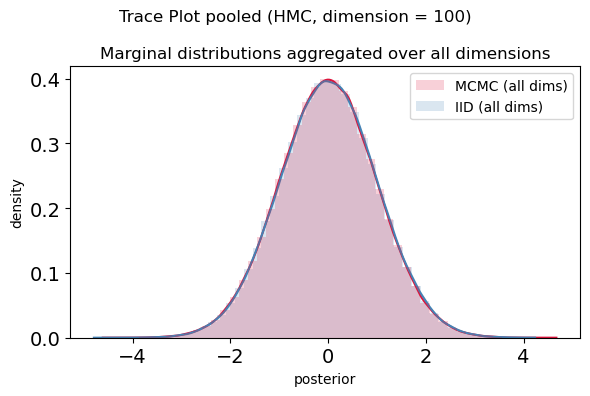 Trace Plot pooled (HMC, dimension = 100)
Marginal distributions aggregated over all dimensions
MCMC (all dims)
IID (all dims)
density
0.4
0.3
0.2
0.1
0.0
−4
−2
0
2
4
posterior